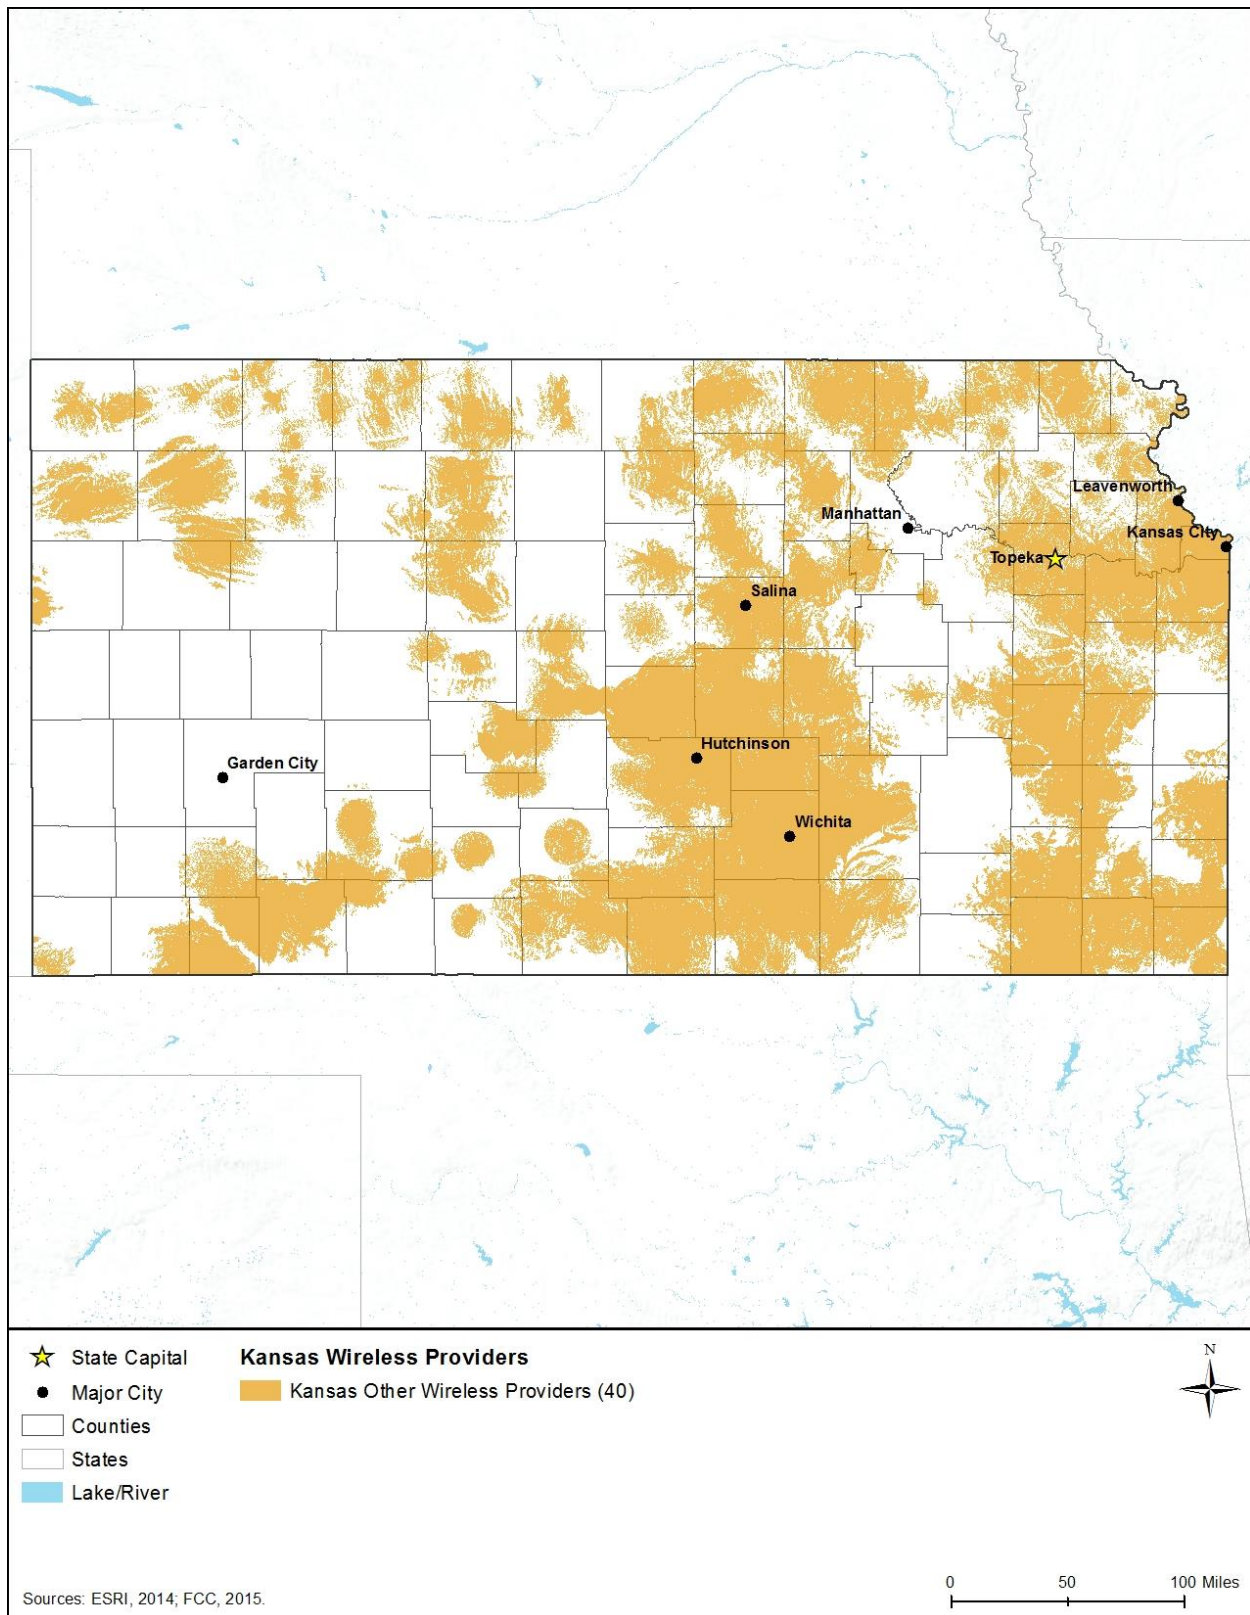 Leavenworth
Manhattan
Kansas City
Topeka
Salina
Hutchinson
Garden City
Wichita
State Capital
Major City
Counties
States
Lake/River
Kansas Wireless Providers
Kansas Other Wireless Providers (40)
N
Sources: ESRI, 2014; FCC, 2015.
0 50 100 Miles